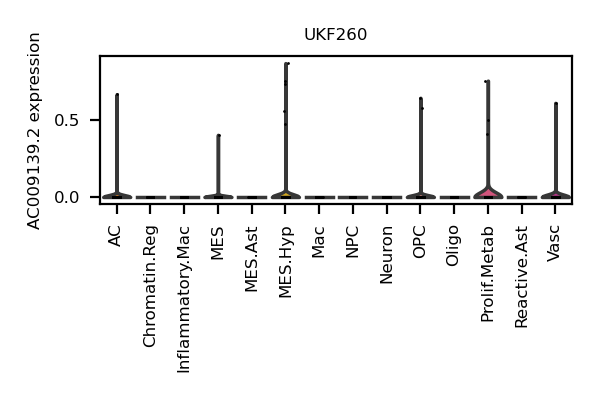 UKF260
AC009139.2 expression
0.5
0.0
AC
Chromatin.Reg
Inflammatory.Mac
MES
MES.Ast
MES.Hyp
Mac
NPC
Neuron
OPC
Oligo
Prolif.Metab
Reactive.Ast
Vasc